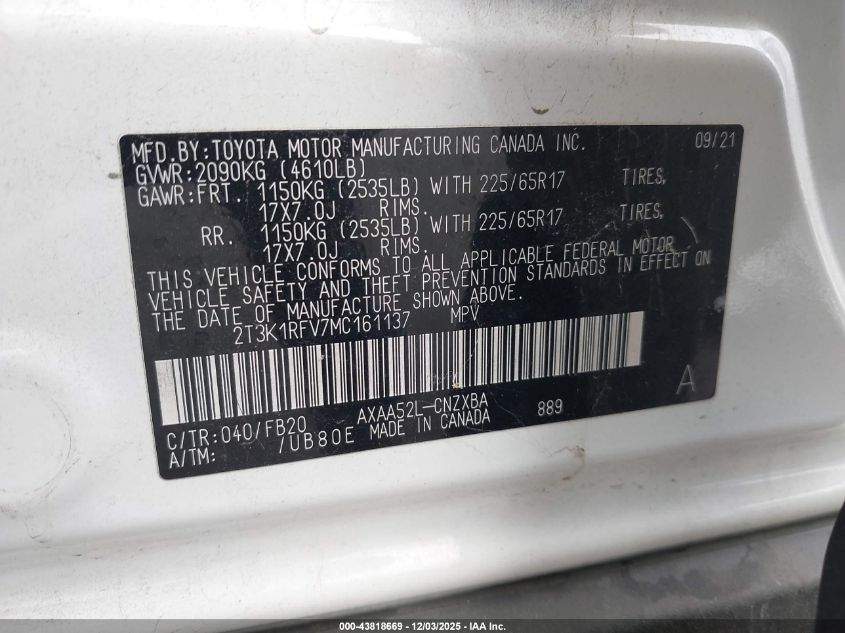 MFD.BY:TOYOTA MOTOR MANUFACTURING CANADA INC. 09/21
GVWR:2090KG (4610LB)
GAWR:FRT. 1150KG (2535LB) WITH 225/65R17 TIRES,
17X7.0J RIMS.
RR. 1150KG (2535LB) WITH 225/65R17 TIRES,
17X7.0J RIMS.
THIS VEHICLE CONFORMS TO ALL APPLICABLE FEDERAL MOTOR
VEHICLE SAFETY AND THEFT PREVENTION STANDARDS IN EFFECT ON
THE DATE OF MANUFACTURE SHOWN ABOVE.
2T3K1RFV7MC161137 MPV
A
C/TR:040/FB20 AXAA52L-CNZXBA 889
A/TM: /UB80E MADE IN CANADA
000-43818669 - 12/03/2025 - IAA Inc.